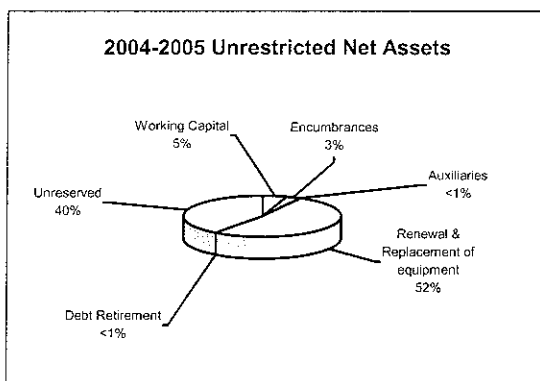 2004-2005 Unrestricted Net Assets
Working Capital
5%
Encumbrances
3%
Auxiliaries
<1%
Unreserved
40%
Renewal &
Replacement of
equipment
52%
Debt Retirement
<1%